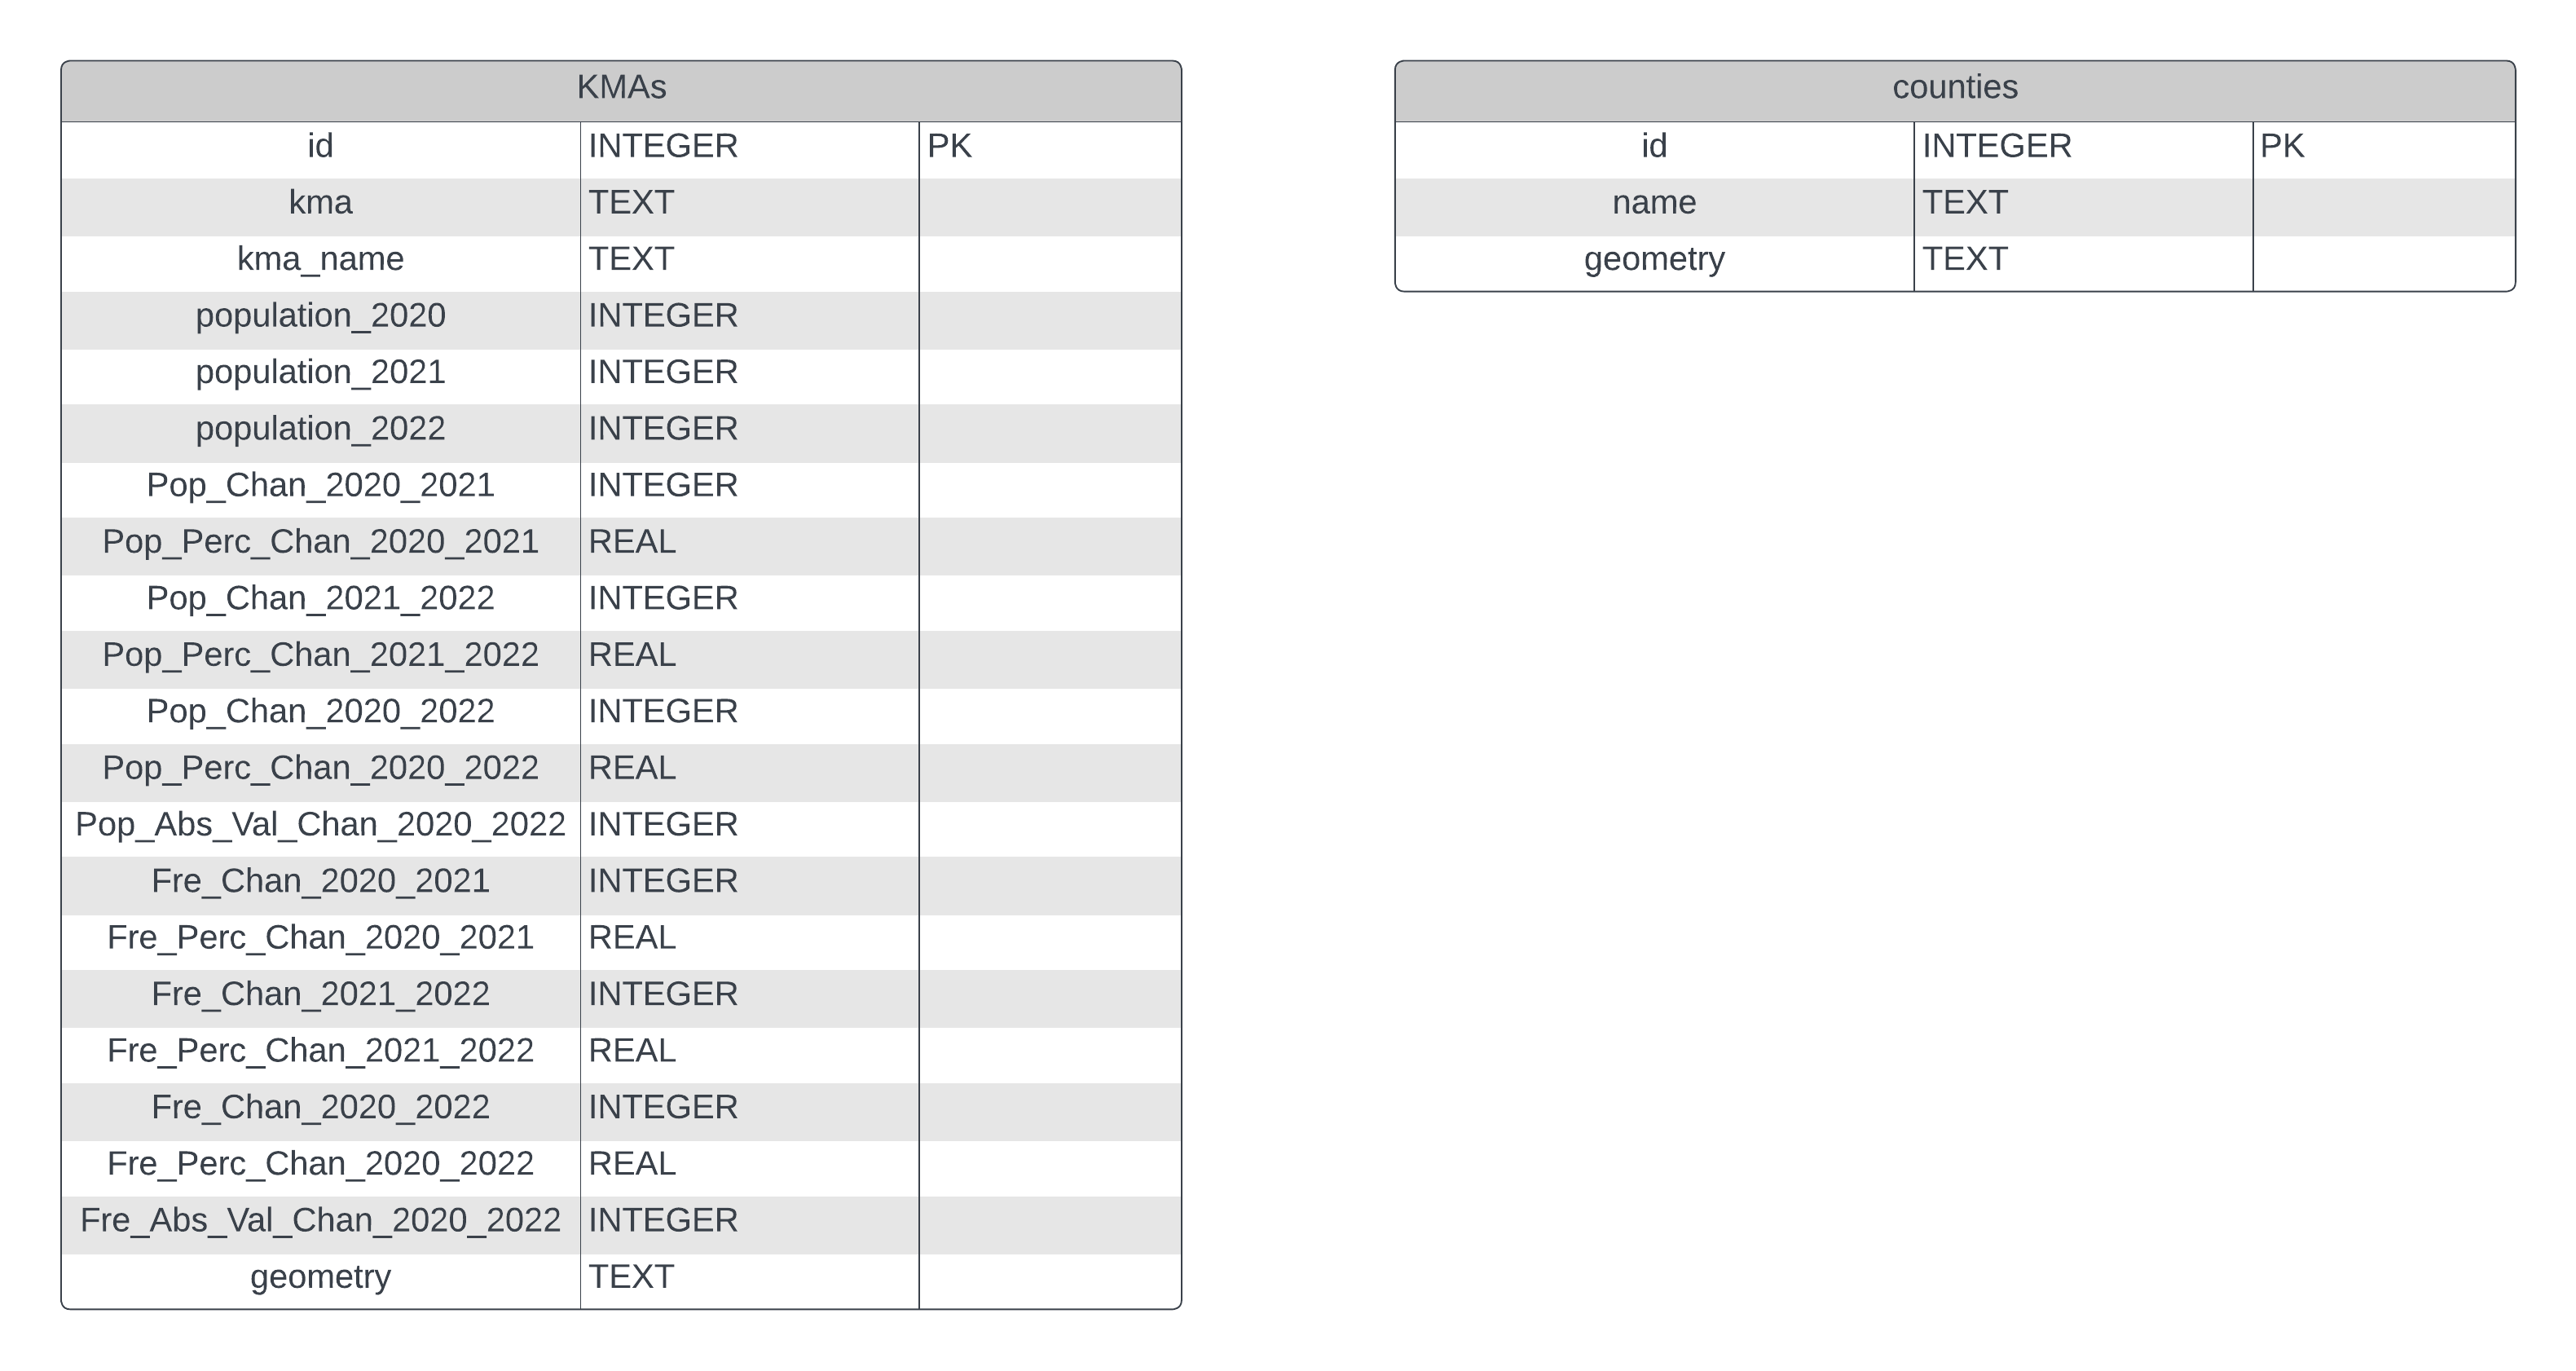 KMAs
id INTEGER PK
kma TEXT
kma_name TEXT
population_2020 INTEGER
population_2021 INTEGER
population_2022 INTEGER
Pop_Chan_2020_2021 INTEGER
Pop_Perc_Chan_2020_2021 REAL
Pop_Chan_2021_2022 INTEGER
Pop_Perc_Chan_2021_2022 REAL
Pop_Chan_2020_2022 INTEGER
Pop_Perc_Chan_2020_2022 REAL
Pop_Abs_Val_Chan_2020_2022 INTEGER
Fre_Chan_2020_2021 INTEGER
Fre_Perc_Chan_2020_2021 REAL
Fre_Chan_2021_2022 INTEGER
Fre_Perc_Chan_2021_2022 REAL
Fre_Chan_2020_2022 INTEGER
Fre_Perc_Chan_2020_2022 REAL
Fre_Abs_Val_Chan_2020_2022 INTEGER
geometry TEXT
counties
id INTEGER PK
name TEXT
geometry TEXT